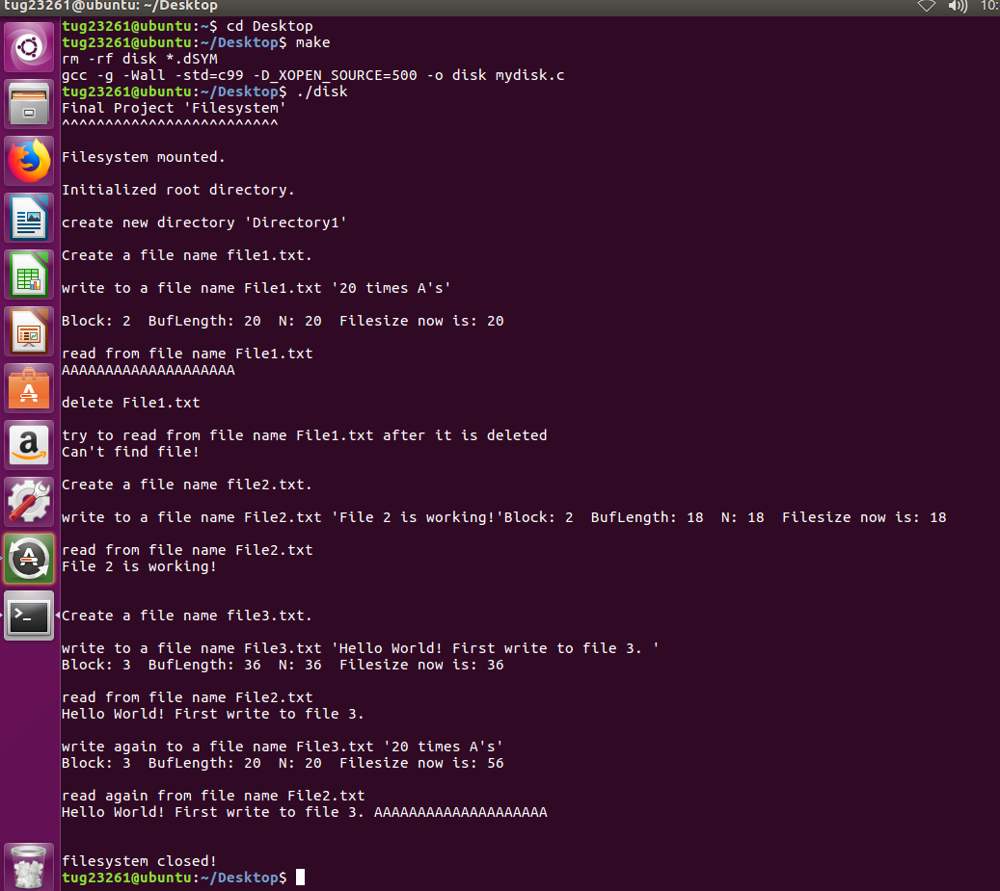 tug23261@ubuntu: ~/Desktop
10:
tug23261@ubuntu:~$ cd Desktop
tug23261@ubuntu:~/Desktop$ make
rm -rf disk *.dSYM
gcc -g -Wall -std=c99 -D_XOPEN_SOURCE=500 -o disk mydisk.c
tug23261@ubuntu:~/Desktop$ ./disk
Final Project 'Filesystem'
^^^^^^^^^^^^^^^^^^^^^^^^^
Filesystem mounted.
Initialized root directory.
create new directory 'Directory1'
Create a file name file1.txt.
write to a file name File1.txt '20 times A's'
Block: 2  BufLength: 20  N: 20  Filesize now is: 20
read from file name File1.txt
AAAAAAAAAAAAAAAAAAAA
delete File1.txt
try to read from file name File1.txt after it is deleted
Can't find file!
Create a file name file2.txt.
write to a file name File2.txt 'File 2 is working!'Block: 2  BufLength: 18  N: 18  Filesize now is: 18
read from file name File2.txt
File 2 is working!
Create a file name file3.txt.
write to a file name File3.txt 'Hello World! First write to file 3. '
Block: 3  BufLength: 36  N: 36  Filesize now is: 36
read from file name File2.txt
Hello World! First write to file 3.
write again to a file name File3.txt '20 times A's'
Block: 3  BufLength: 20  N: 20  Filesize now is: 56
read again from file name File2.txt
Hello World! First write to file 3. AAAAAAAAAAAAAAAAAAAA
filesystem closed!
tug23261@ubuntu:~/Desktop$